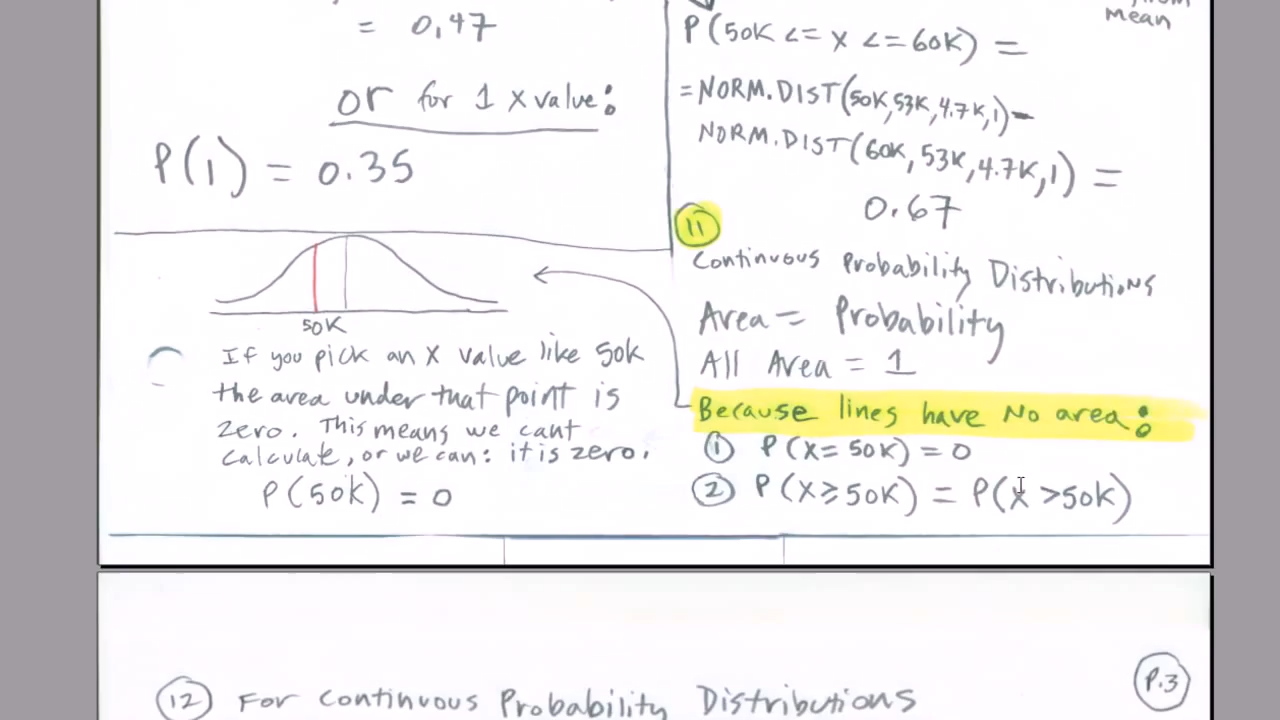 = 0.47
or for 1 x value:
P(1) = 0.35
50K
If you pick an X value like 50k
the area under that point is
zero. This means we cant
calculate, or we can: it is zero.
P(50k) = 0
mean
P(50K <= x <= 60K) =
= NORM.DIST(50K,53K,4.7K,1) -
NORM.DIST(60K,53K,4.7K,1) =
0.67
11
Continuous Probability Distributions
Area = Probability
All Area = 1
Because lines have No area:
① P(X = 50K) = 0
② P(X ≥ 50K) = P(X > 50K)
P.3
12 For Continuous Probability Distributions